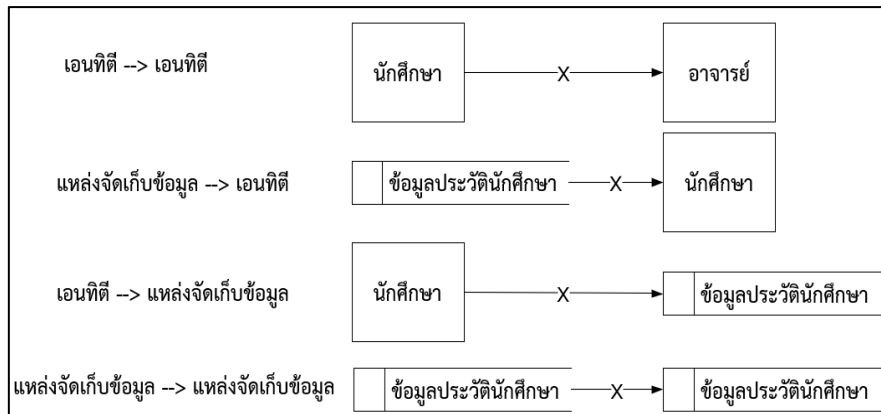 เอนทิตี --> เอนทิตี
นักศึกษา
X
อาจารย์
แหล่งจัดเก็บข้อมูล --> เอนทิตี
ข้อมูลประวัตินักศึกษา
X
นักศึกษา
เอนทิตี --> แหล่งจัดเก็บข้อมูล
นักศึกษา
X
ข้อมูลประวัตินักศึกษา
แหล่งจัดเก็บข้อมูล --> แหล่งจัดเก็บข้อมูล
ข้อมูลประวัตินักศึกษา
X
ข้อมูลประวัตินักศึกษา